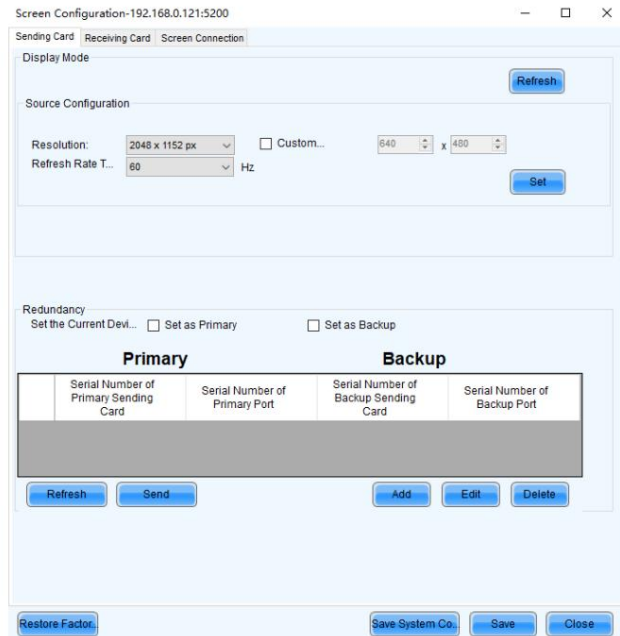 Screen Configuration-192.168.0.121:5200
Sending Card Receiving Card Screen Connection
Display Mode
Refresh
Source Configuration
Resolution: 2048 x 1152 px Custom... 640 x 480
Refresh Rate T... 60 Hz
Set
Redundancy
Set the Current Devi... Set as Primary Set as Backup
Primary Backup
Serial Number of Primary Sending Card Serial Number of Primary Port Serial Number of Backup Sending Card Serial Number of Backup Port
Refresh Send Add Edit Delete
Restore Factor... Save System Co... Save Close